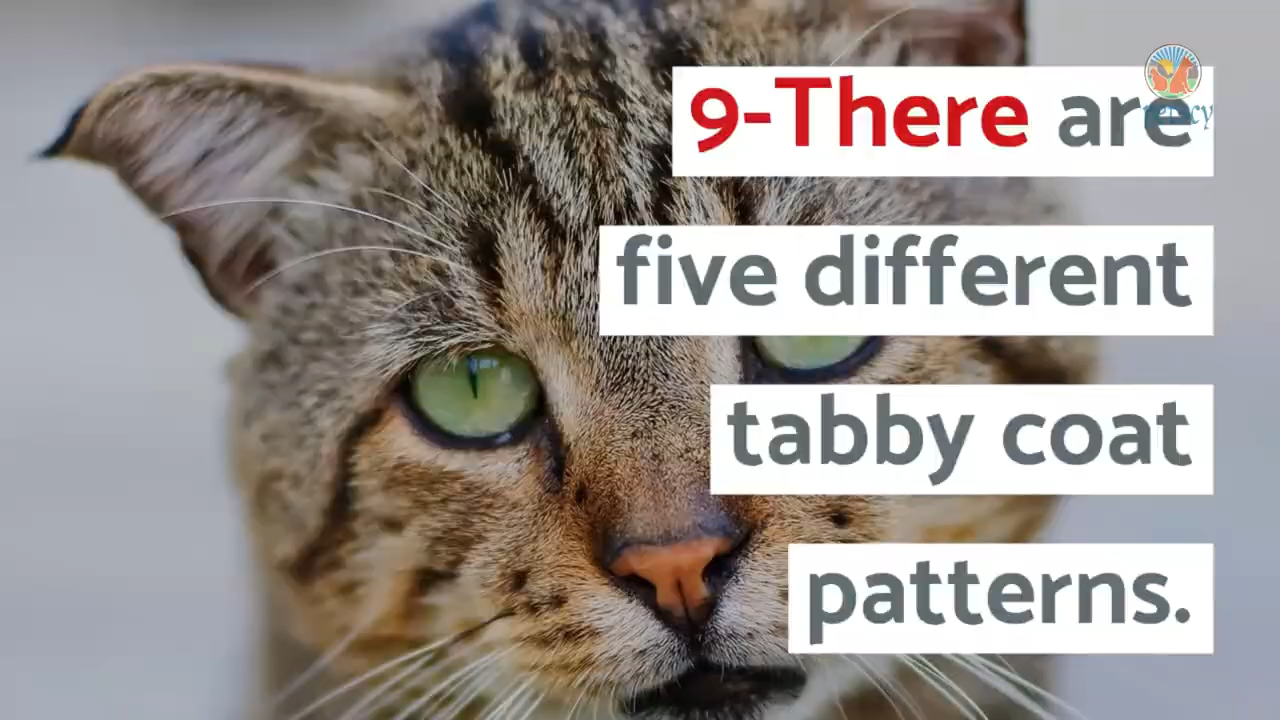 9-There are
five different
tabby coat
patterns.